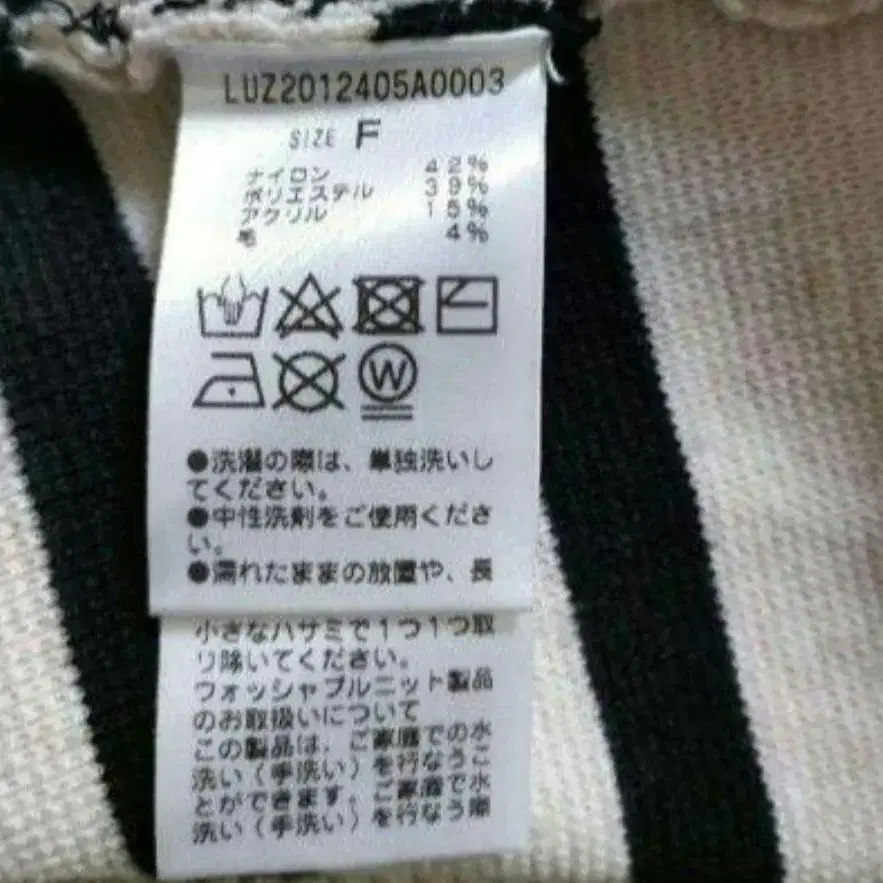 LUZ2012405A0003
SIZE F
ナイロン 42%
ポリエステル 39%
アクリル 15%
毛 4%
W
●洗濯の際は、単独洗いし
てください。
●中性洗剤をご使用くださ
い。
●濡れたままの放置や、長
小さなハサミで1つ1つ取
り除いてください。
ウォッシャブルニット製品
のお取扱いについて
この製品は、ご家庭での水
洗い(手洗い)を行なうこ
とができます。ご家庭で水
洗い(手洗い)を行なう際